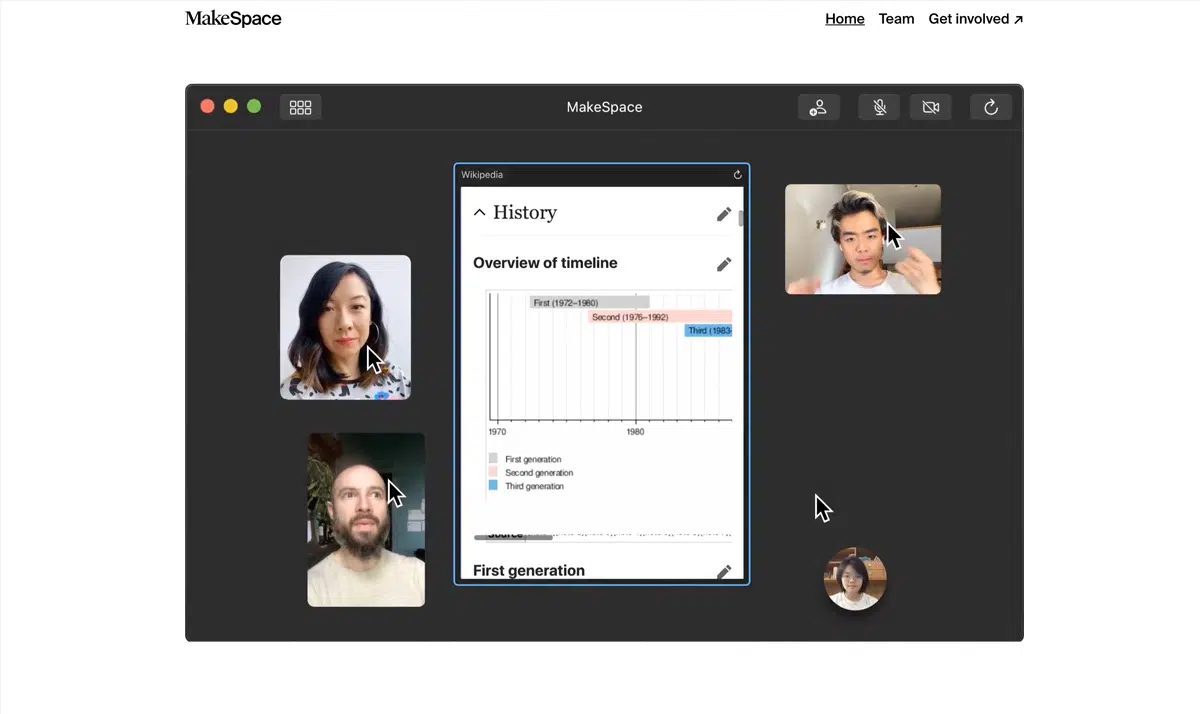 MakeSpace
Home Team Get involved ↗
MakeSpace
Wikipedia
History
Overview of timeline
First (1972–1980)
Second (1976–1992)
Third (1983-
1970 1980
First generation
Second generation
Third generation
Source
First generation